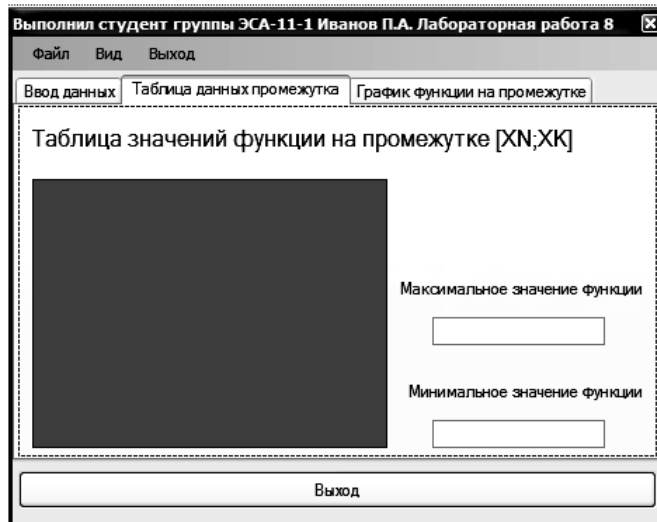 Выполнил студент группы ЭСА-11-1 Иванов П.А. Лабораторная работа 8
Файл Вид Выход
Ввод данных Таблица данных промежутка График функции на промежутке
Таблица значений функции на промежутке [XN;XK]
Максимальное значение функции
Минимальное значение функции
Выход